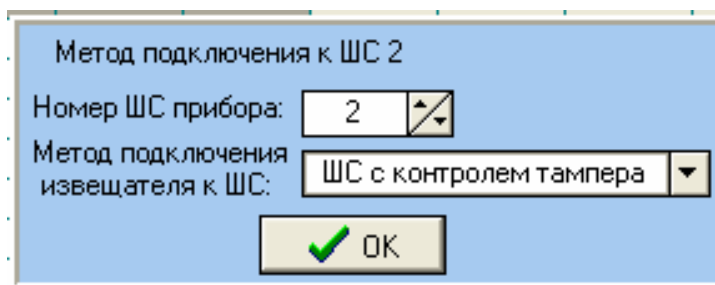 Метод подключения к ШС 2
Номер ШС прибора: 2
Метод подключения
извещателя к ШС: ШС с контролем тампера
OK